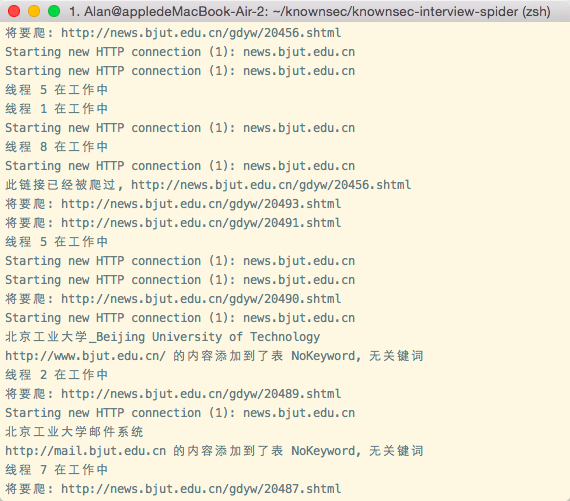 1. Alan@appledeMacBook-Air-2: ~/knownsec/knownsec-interview-spider (zsh)
将要爬: http://news.bjut.edu.cn/gdyw/20456.shtml
Starting new HTTP connection (1): news.bjut.edu.cn
Starting new HTTP connection (1): news.bjut.edu.cn
线程 5 在工作中
线程 1 在工作中
Starting new HTTP connection (1): news.bjut.edu.cn
线程 8 在工作中
Starting new HTTP connection (1): news.bjut.edu.cn
此链接已经被爬过, http://news.bjut.edu.cn/gdyw/20456.shtml
将要爬: http://news.bjut.edu.cn/gdyw/20493.shtml
将要爬: http://news.bjut.edu.cn/gdyw/20491.shtml
线程 5 在工作中
Starting new HTTP connection (1): news.bjut.edu.cn
Starting new HTTP connection (1): news.bjut.edu.cn
将要爬: http://news.bjut.edu.cn/gdyw/20490.shtml
Starting new HTTP connection (1): news.bjut.edu.cn
北京工业大学_Beijing University of Technology
http://www.bjut.edu.cn/ 的内容添加到了表 NoKeyword, 无关键词
线程 2 在工作中
将要爬: http://news.bjut.edu.cn/gdyw/20489.shtml
Starting new HTTP connection (1): news.bjut.edu.cn
北京工业大学邮件系统
http://mail.bjut.edu.cn 的内容添加到了表 NoKeyword, 无关键词
线程 7 在工作中
将要爬: http://news.bjut.edu.cn/gdyw/20487.shtml